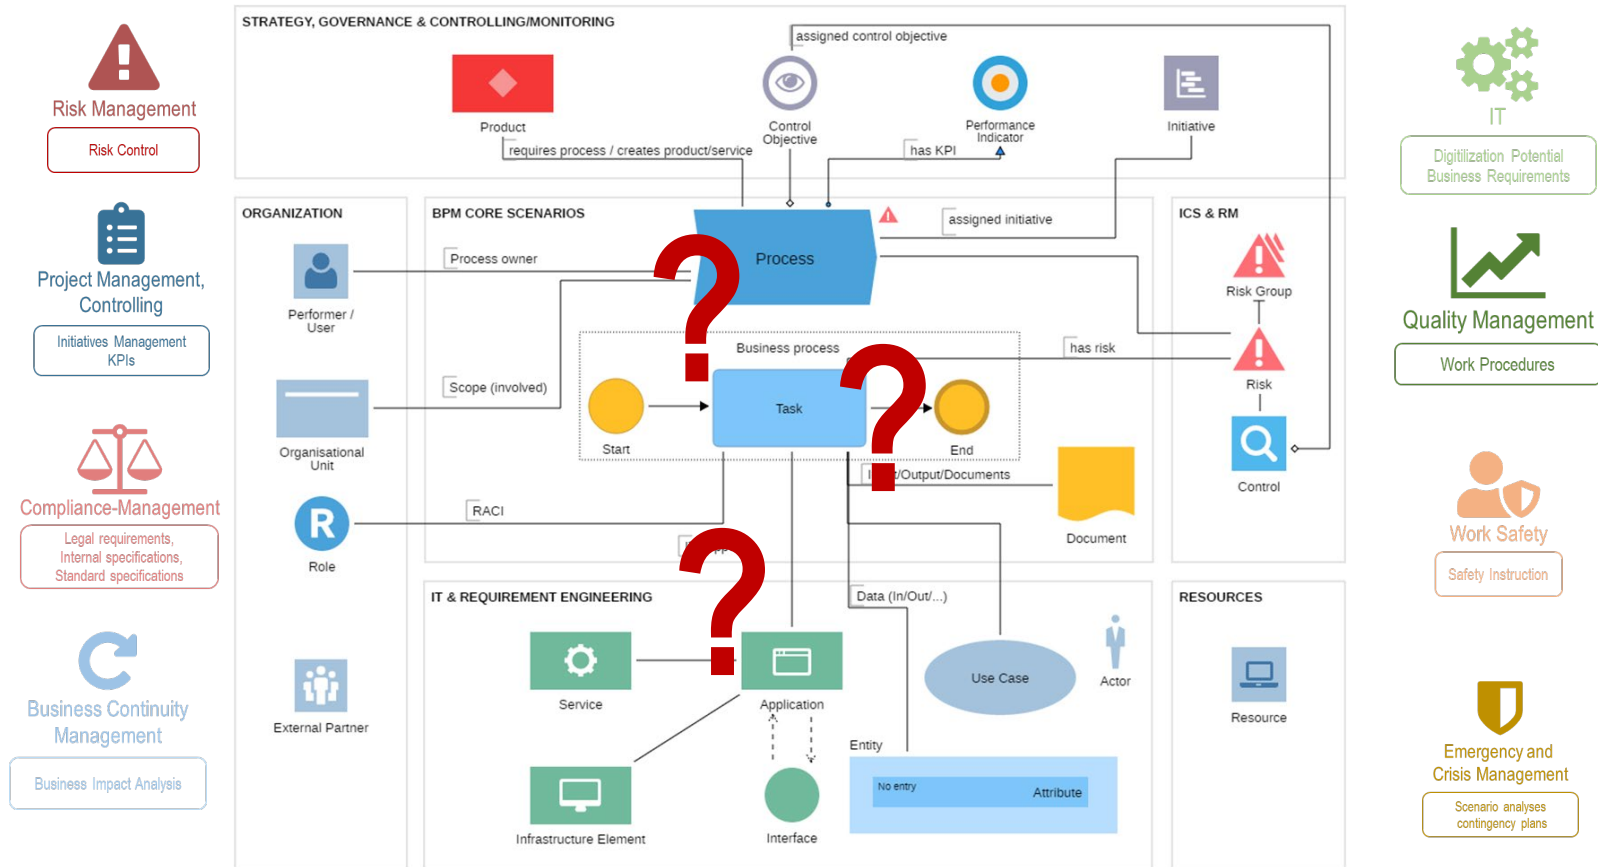 Risk Management
Risk Control
Project Management,
Controlling
Initiatives Management
KPIs
Compliance-Management
Legal requirements,
Internal specifications,
Standard specifications
Business Continuity
Management
Business Impact Analysis
STRATEGY, GOVERNANCE & CONTROLLING/MONITORING
assigned control objective
Product
Control
Objective
Performance
Indicator
Initiative
requires process / creates product/service
has KPI
ORGANIZATION
Performer /
User
Organisational
Unit
R
Role
External Partner
BPM CORE SCENARIOS
assigned initiative
Process owner
Process
?
Business process
has risk
Scope (involved)
Task
?
Start
End
/Output/Documents
RACI
Document
?
ICS & RM
Risk Group
Risk
Control
IT & REQUIREMENT ENGINEERING
Data (In/Out/...)
Service
Application
Use Case
Actor
Entity
No entry
Attribute
Infrastructure Element
Interface
RESOURCES
Resource
IT
Digitilization Potential
Business Requirements
Quality Management
Work Procedures
Work Safety
Safety Instruction
Emergency and
Crisis Management
Scenario analyses
contingency plans